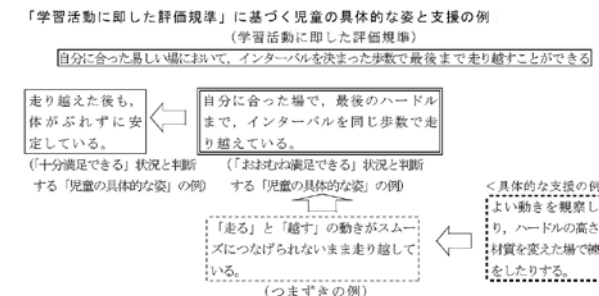 「学習活動に即した評価規準」に基づく児童の具体的な姿と支援の例
（学習活動に即した評価規準）
自分に合った易しい場において，インターバルを決まった歩数で最後まで走り越すことができる
走り越えた後も，
体がぶれずに安
定している。
（「十分満足できる」状況と判断
する「児童の具体的な姿」の例）
自分に合った場で，最後のハードル
まで，インターバルを同じ歩数で走
り越えている。
（「おおむね満足できる」状況と判断
する「児童の具体的な姿」の例）
「走る」と「越す」の動きがスムー
ズにつなげられないまま走り越して
いる。
（つまずきの例）
＜具体的な支援の例
よい動きを観察し
り，ハードルの高さ
材質を変えた場で練
をしたりする。